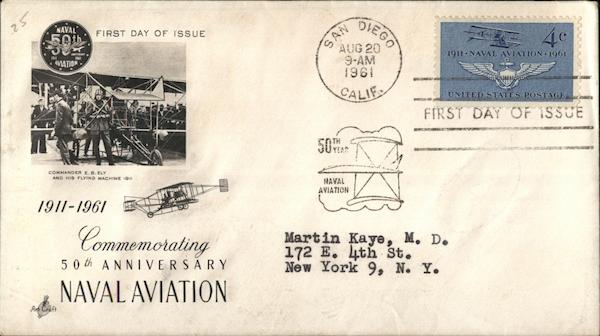 25
NAVAL
50th
AVIATION
FIRST DAY OF ISSUE
SAN DIEGO
AUG 20
9-AM
1961
CALIF.
4¢
1911 · NAVAL AVIATION · 1961
UNITED STATES POSTAGE
FIRST DAY OF ISSUE
COMMANDER E. B. ELY
AND HIS FLYING MACHINE 1911
50TH
YEAR
NAVAL
AVIATION
1911-1961
Commemorating
50th ANNIVERSARY
NAVAL AVIATION
Art Craft
Martin Kaye, M. D.
172 E. 4th St.
New York 9, N. Y.